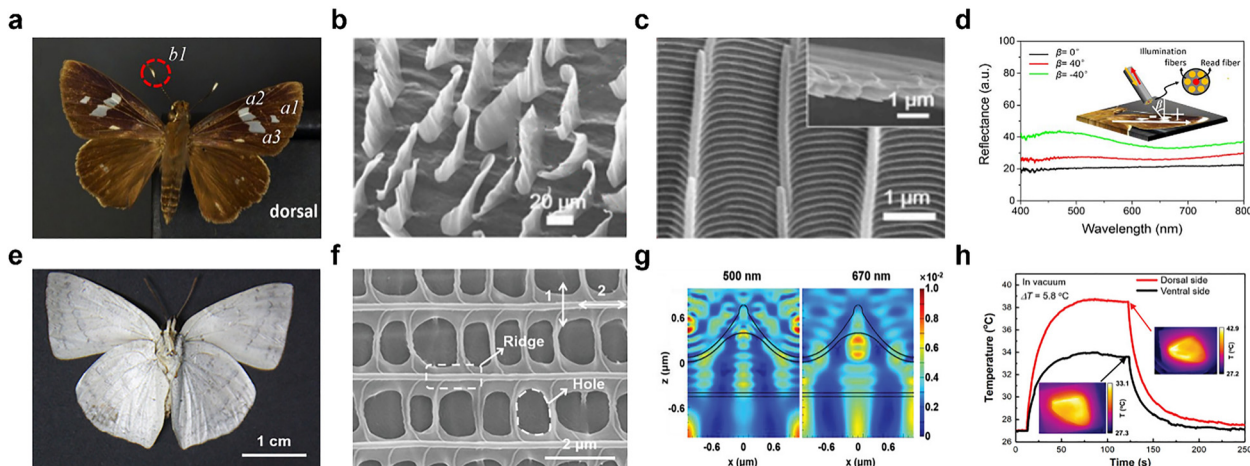 a
b1
a2
a1
a3
dorsal
b
20 µm
c
1 µm
1 µm
d
β= 0°
β= 40°
β= -40°
Illumination fibers
Read fiber
- +
Reflectance (a.u.)
100
80
60
40
20
0
400 500 600 700 800
Wavelength (nm)
e
1 cm
f
1
2
Ridge
Hole
2 µm
g
500 nm
670 nm
×10⁻²
1.0
0.8
0.6
0.4
0.2
0
z (µm)
0.6
0
-0.6
-0.6 0 0.6
-0.6 0 0.6
x (µm)
x (µm)
h
In vacuum
ΔT = 5.8 °C
Dorsal side
Ventral side
Temperature (°C)
40
38
36
34
32
30
28
26
42.9
T (°C)
27.2
33.1
T (°C)
27.3
0 50 100 150 200 250
Time (s)